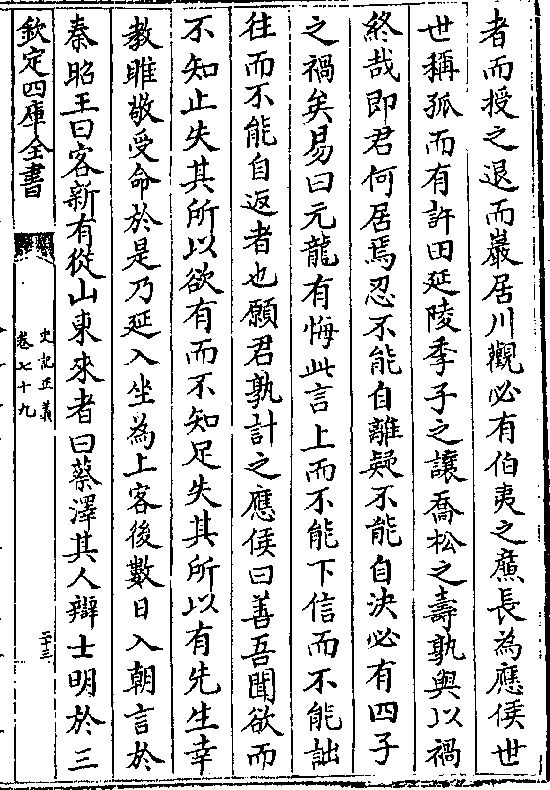 者而授之退而巖居川觀必有伯夷之㢘長為應侯世
世稱孤而有許田延陵季子之讓喬松之壽孰與以禍
終哉即君何居焉忍不能自離疑不能自決必有四子
之禍矣易曰亢龍有悔此言上而不能下信而不能詘
往而不能自返者也願君孰計之應侯曰善吾聞欲而
不知止失其所以欲有而不知足失其所以有先生幸
教雎敬受命於是乃延入坐為上客後數日入朝言於
秦昭王曰客新有從山東來者曰蔡澤其人辯士明於三
欽定四庫全書
史記正義
卷七十九
二十三